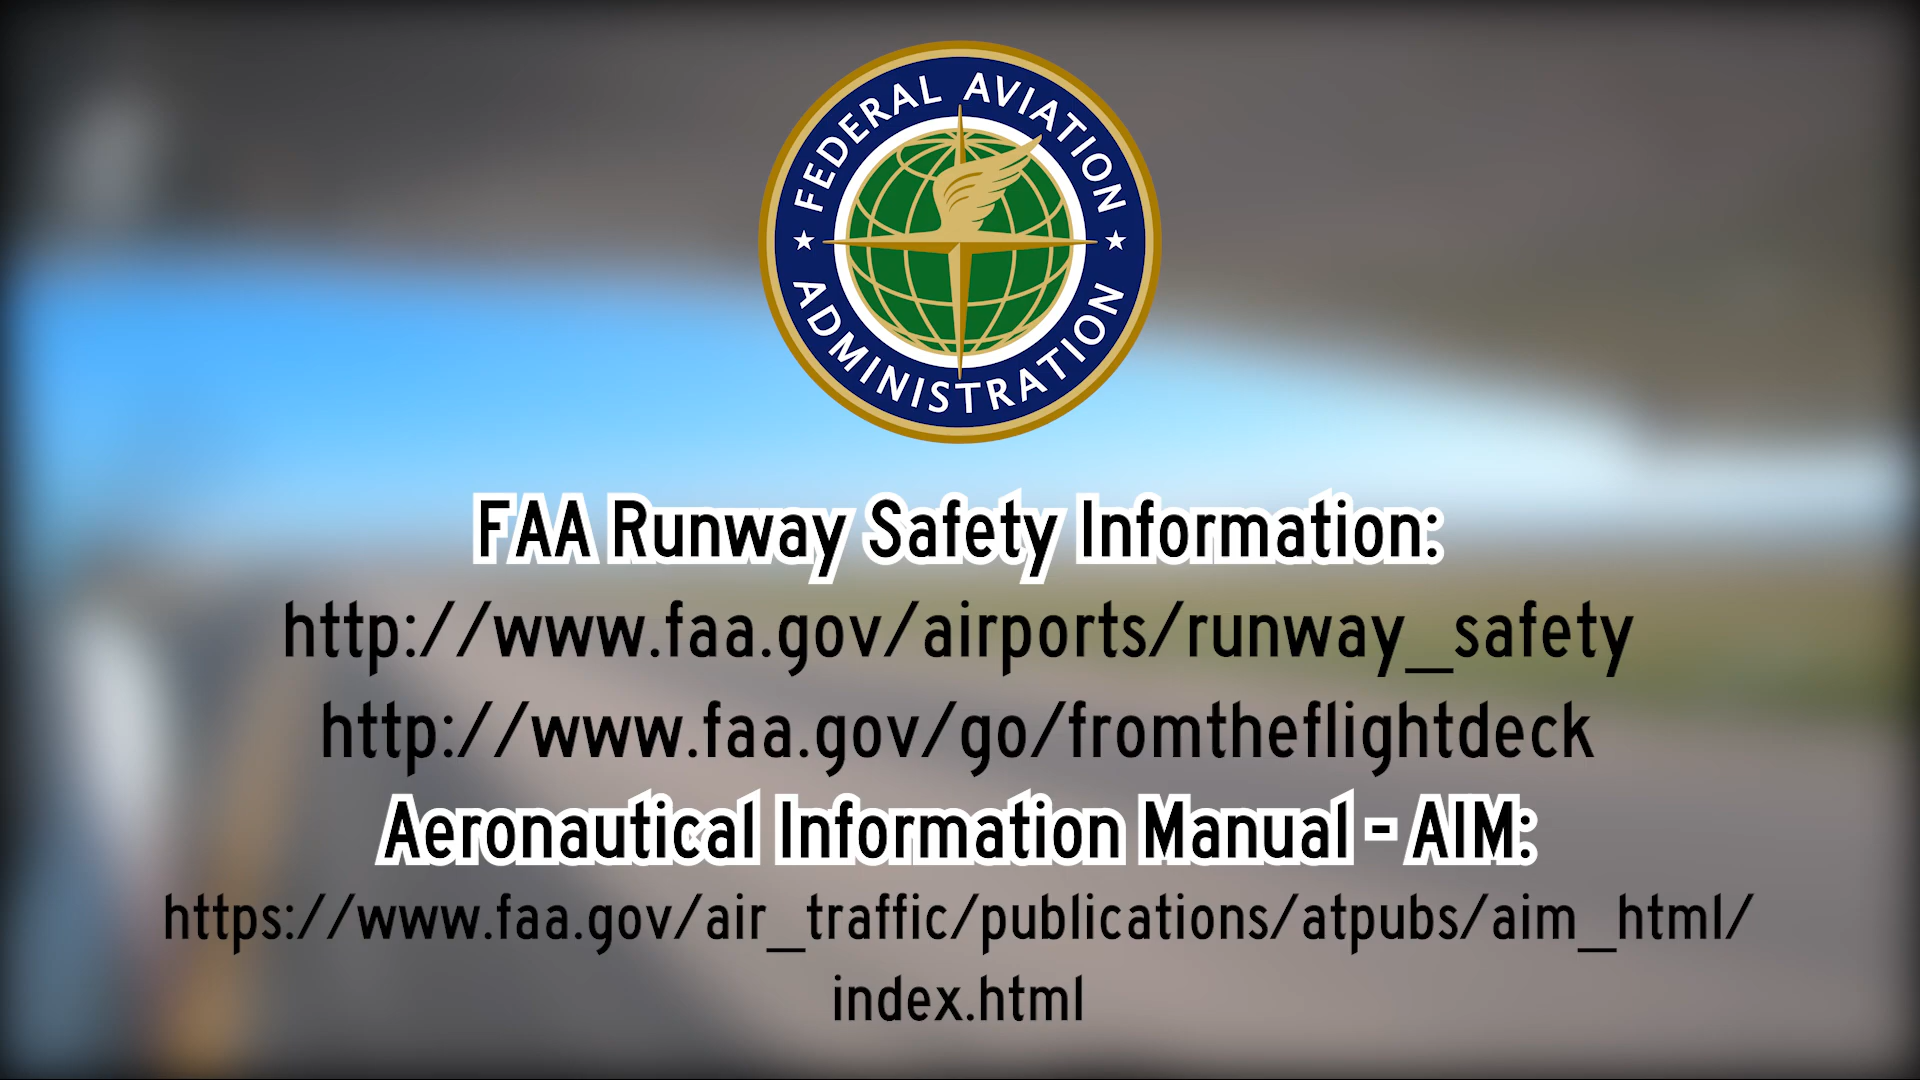 FEDERAL AVIATION
ADMINISTRATION
FAA Runway Safety Information:
http://www.faa.gov/airports/runway_safety
http://www.faa.gov/go/fromtheflightdeck
Aeronautical Information Manual - AIM:
https://www.faa.gov/air_traffic/publications/atpubs/aim_html/
index.html